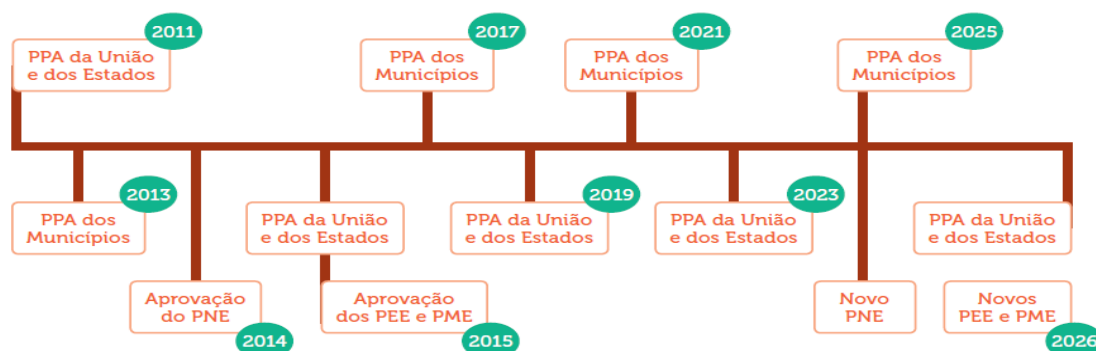 2011
PPA da União
e dos Estados
2017
PPA dos
Municípios
2021
PPA dos
Municípios
2025
PPA dos
Municípios
2013
PPA dos
Municípios
PPA da União
e dos Estados
2019
PPA da União
e dos Estados
2023
PPA da União
e dos Estados
PPA da União
e dos Estados
Aprovação
do PNE
2014
Aprovação
dos PEE e PME
2015
Novo
PNE
Novos
PEE e PME
2026